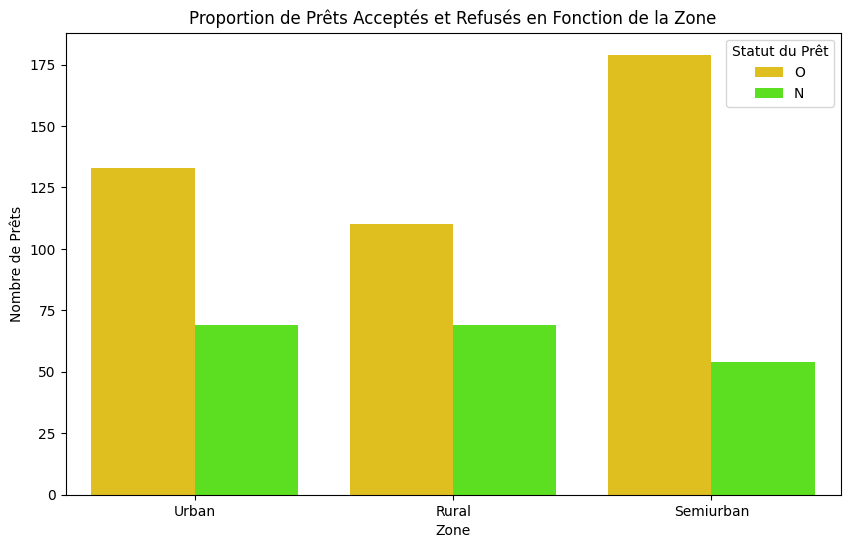 Proportion de Prêts Acceptés et Refusés en Fonction de la Zone
Statut du Prêt
O
N
175
150
125
100
75
50
25
0
Nombre de Prêts
Urban
Rural
Semiurban
Zone